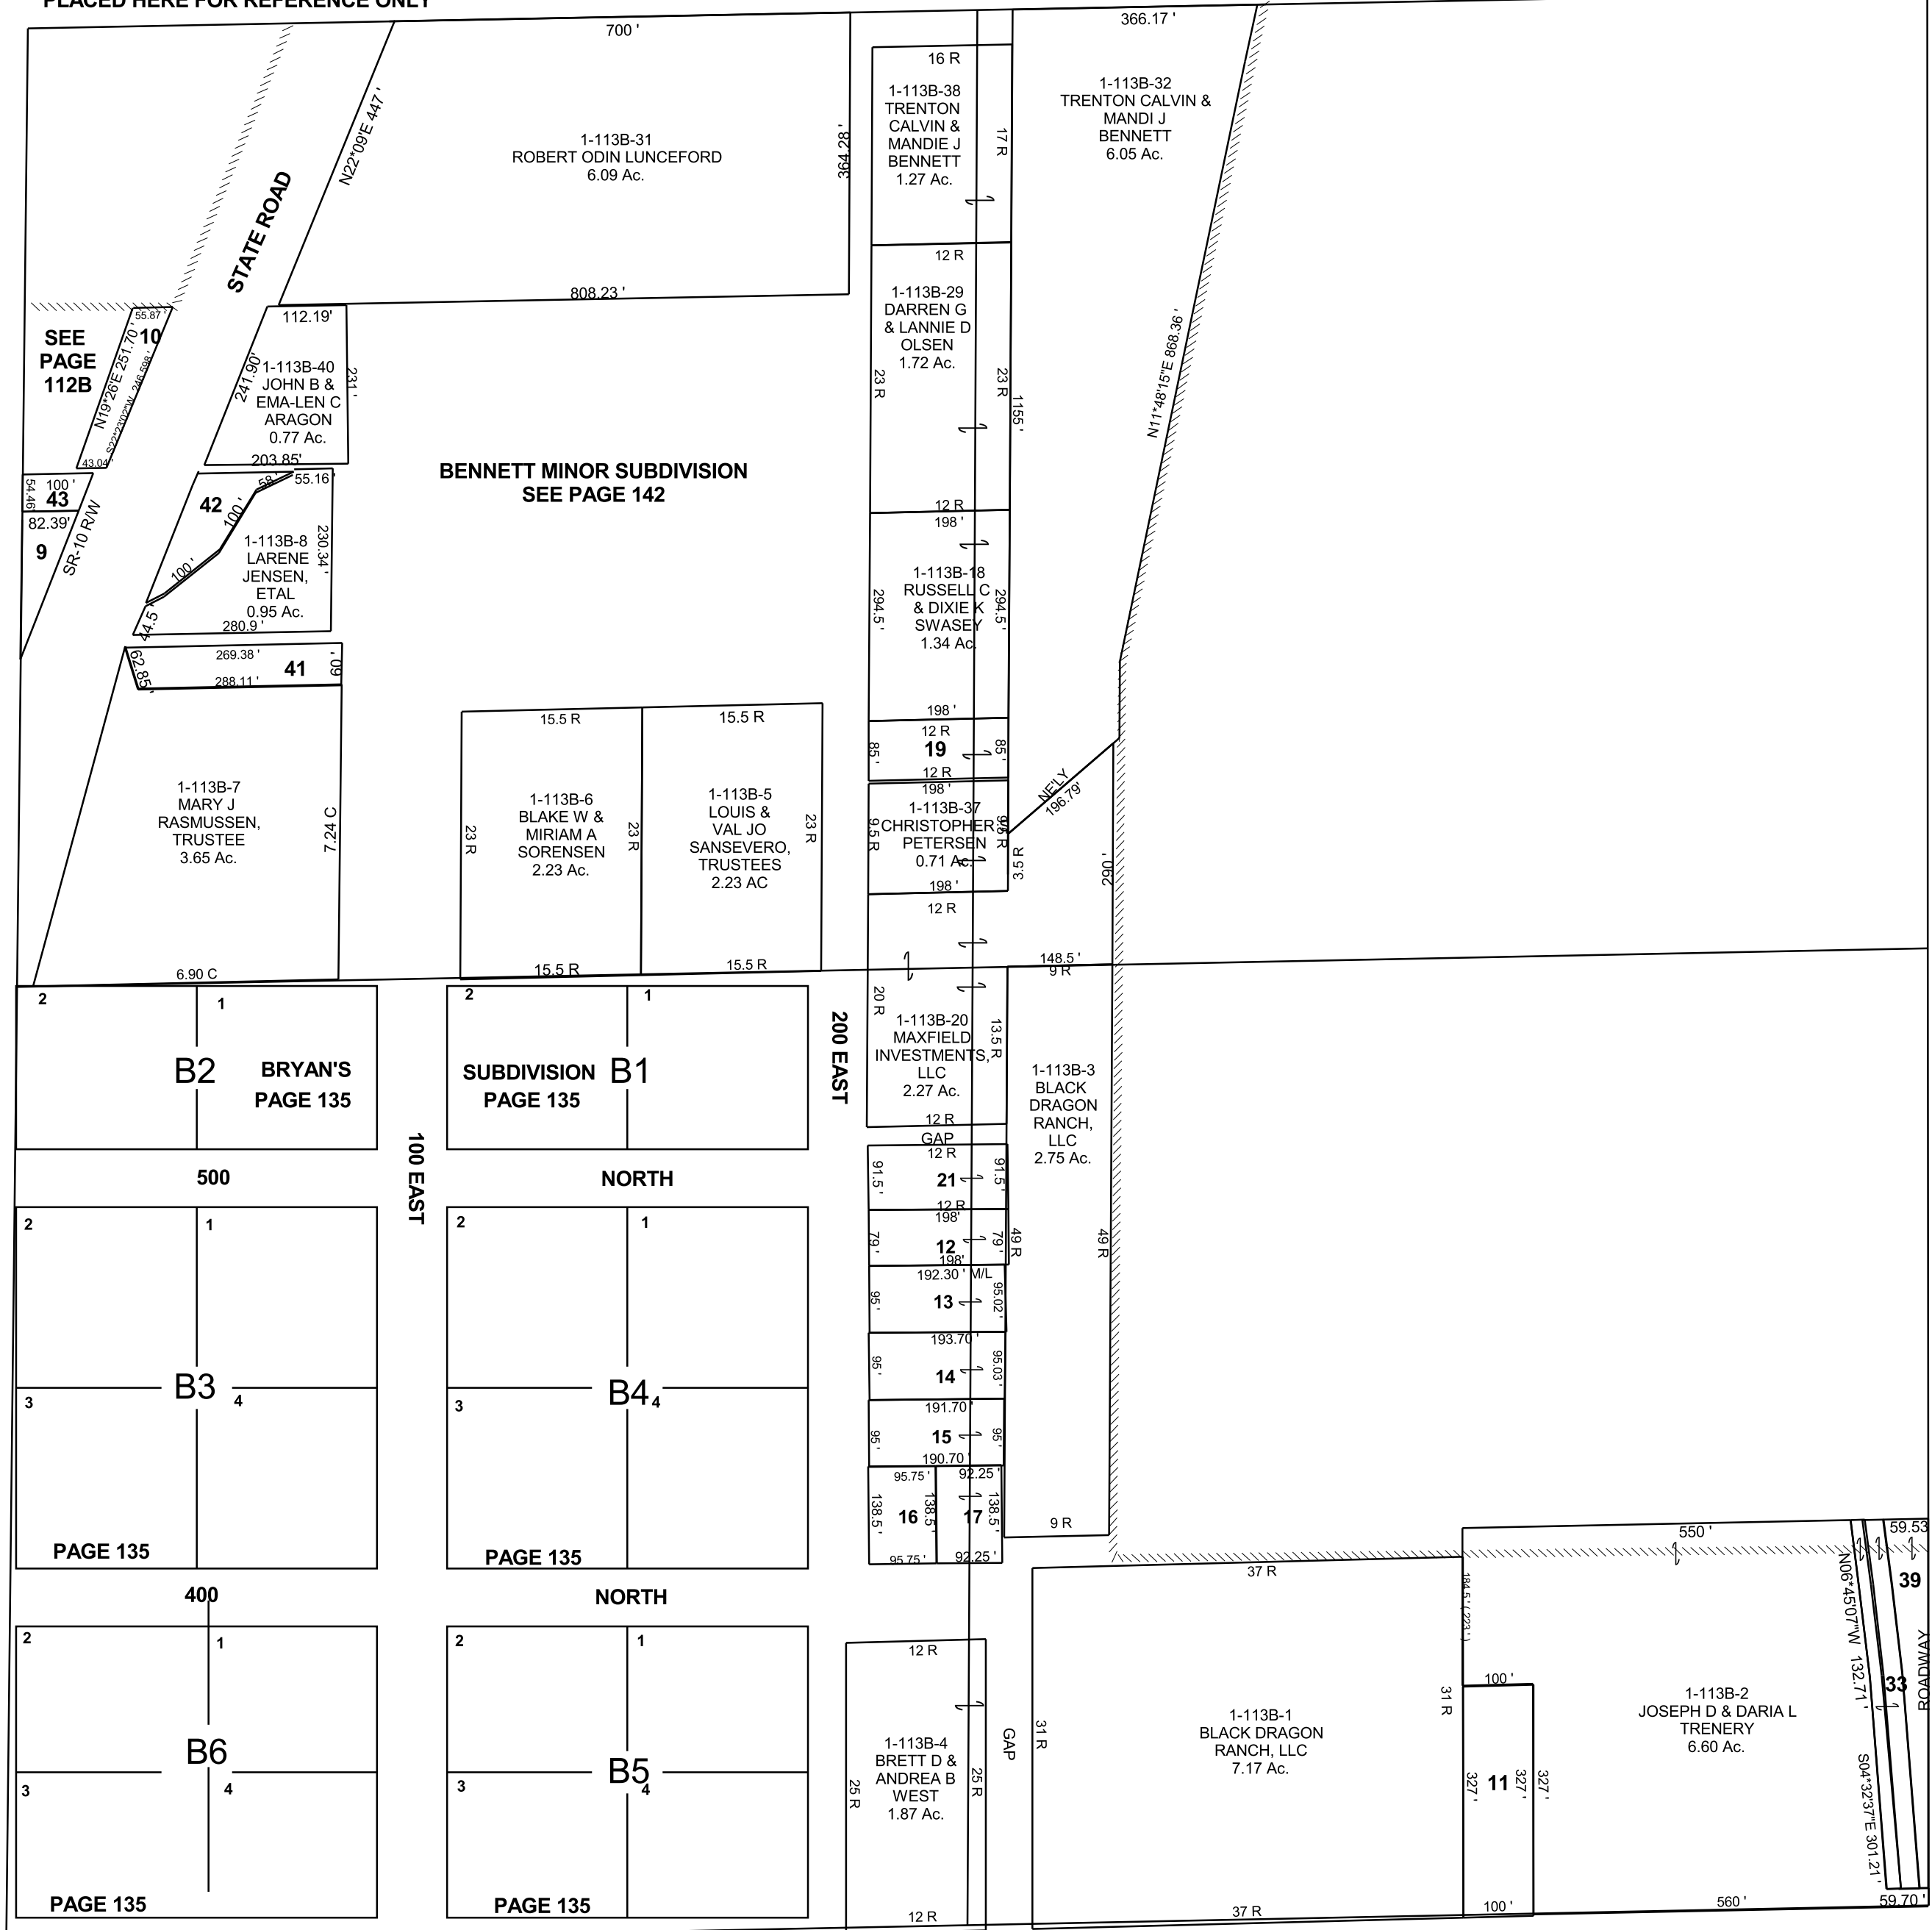 PLACED HERE FOR REFERENCE ONLY
700 '
366.17 '
N22*09'E 447 '
STATE ROAD
1-113B-31
ROBERT ODIN LUNCEFORD
6.09 Ac.
364.28 '
808.23 '
16 R
1-113B-38
TRENTON
CALVIN &
MANDIE J
BENNETT
1.27 Ac.
17 R
1-113B-32
TRENTON CALVIN &
MANDI J
BENNETT
6.05 Ac.
N11*48'15"E 868.36 '
1155 '
12 R
1-113B-29
DARREN G
& LANNIE D
OLSEN
1.72 Ac.
23 R
23 R
12 R
SEE
PAGE
112B
55.87 '
10
N19*26'E 251.70 '
S22*23'02"W 246.598 '
43.04 '
112.19'
241.90'
1-113B-40
JOHN B &
EMA-LEN C
ARAGON
0.77 Ac.
231 '
203.85'
BENNETT MINOR SUBDIVISION
SEE PAGE 142
54.46'
100 '
43
82.39'
9
SR-10 R/W
42
58 '
55.16 '
100 '
100 '
44.5 '
1-113B-8
LARENE
JENSEN,
ETAL
0.95 Ac.
230.34 '
280.9 '
62.85 '
269.38 '
41
60 '
288.11 '
198 '
1-113B-18
RUSSELL C
& DIXIE K
SWASEY
1.34 Ac.
294.5 '
294.5 '
198 '
12 R
19
85 '
85 '
12 R
198 '
1-113B-37
CHRISTOPHER
PETERSEN
0.71 Ac.
9.5 R
9.5 R
198 '
NE'LY
196.79'
3.5 R
290 '
1-113B-7
MARY J
RASMUSSEN,
TRUSTEE
3.65 Ac.
7.24 C
6.90 C
15.5 R
15.5 R
23 R
1-113B-6
BLAKE W &
MIRIAM A
SORENSEN
2.23 Ac.
23 R
1-113B-5
LOUIS &
VAL JO
SANSEVERO,
TRUSTEES
2.23 AC
23 R
15.5 R
15.5 R
12 R
148.5 '
9 R
20 R
1-113B-20
MAXFIELD
INVESTMENTS,
LLC
2.27 Ac.
13.5 R
12 R
GAP
1-113B-3
BLACK
DRAGON
RANCH,
LLC
2.75 Ac.
49 R
49 R
9 R
2
1
B2
BRYAN'S
PAGE 135
2
1
SUBDIVISION
PAGE 135
B1
200 EAST
100 EAST
500
NORTH
12 R
91.5 '
21
91.5 '
12 R
198'
79 '
12
79 '
198'
192.30 ' M/L
95 '
13
95.02 '
193.70 '
95 '
14
95.03 '
191.70 '
95 '
15
95 '
190.70 '
95.75 '
92.25 '
138.5 '
16
138.5 '
17
138.5 '
95.75 '
92.25 '
2
1
B3
3
4
PAGE 135
2
1
B4
3
4
PAGE 135
400
NORTH
2
1
B6
3
4
PAGE 135
2
1
B5
3
4
PAGE 135
12 R
1-113B-4
BRETT D &
ANDREA B
WEST
1.87 Ac.
25 R
25 R
12 R
GAP
37 R
31 R
1-113B-1
BLACK DRAGON
RANCH, LLC
7.17 Ac.
31 R
37 R
184.5 ' ( 223 ' )
100 '
327 '
11
327 '
327 '
100 '
550 '
1-113B-2
JOSEPH D & DARIA L
TRENERY
6.60 Ac.
560 '
N06*45'07"W 132.71 '
S04*32'37"E 301.21 '
59.53
39
33
ROADWAY
59.70 '